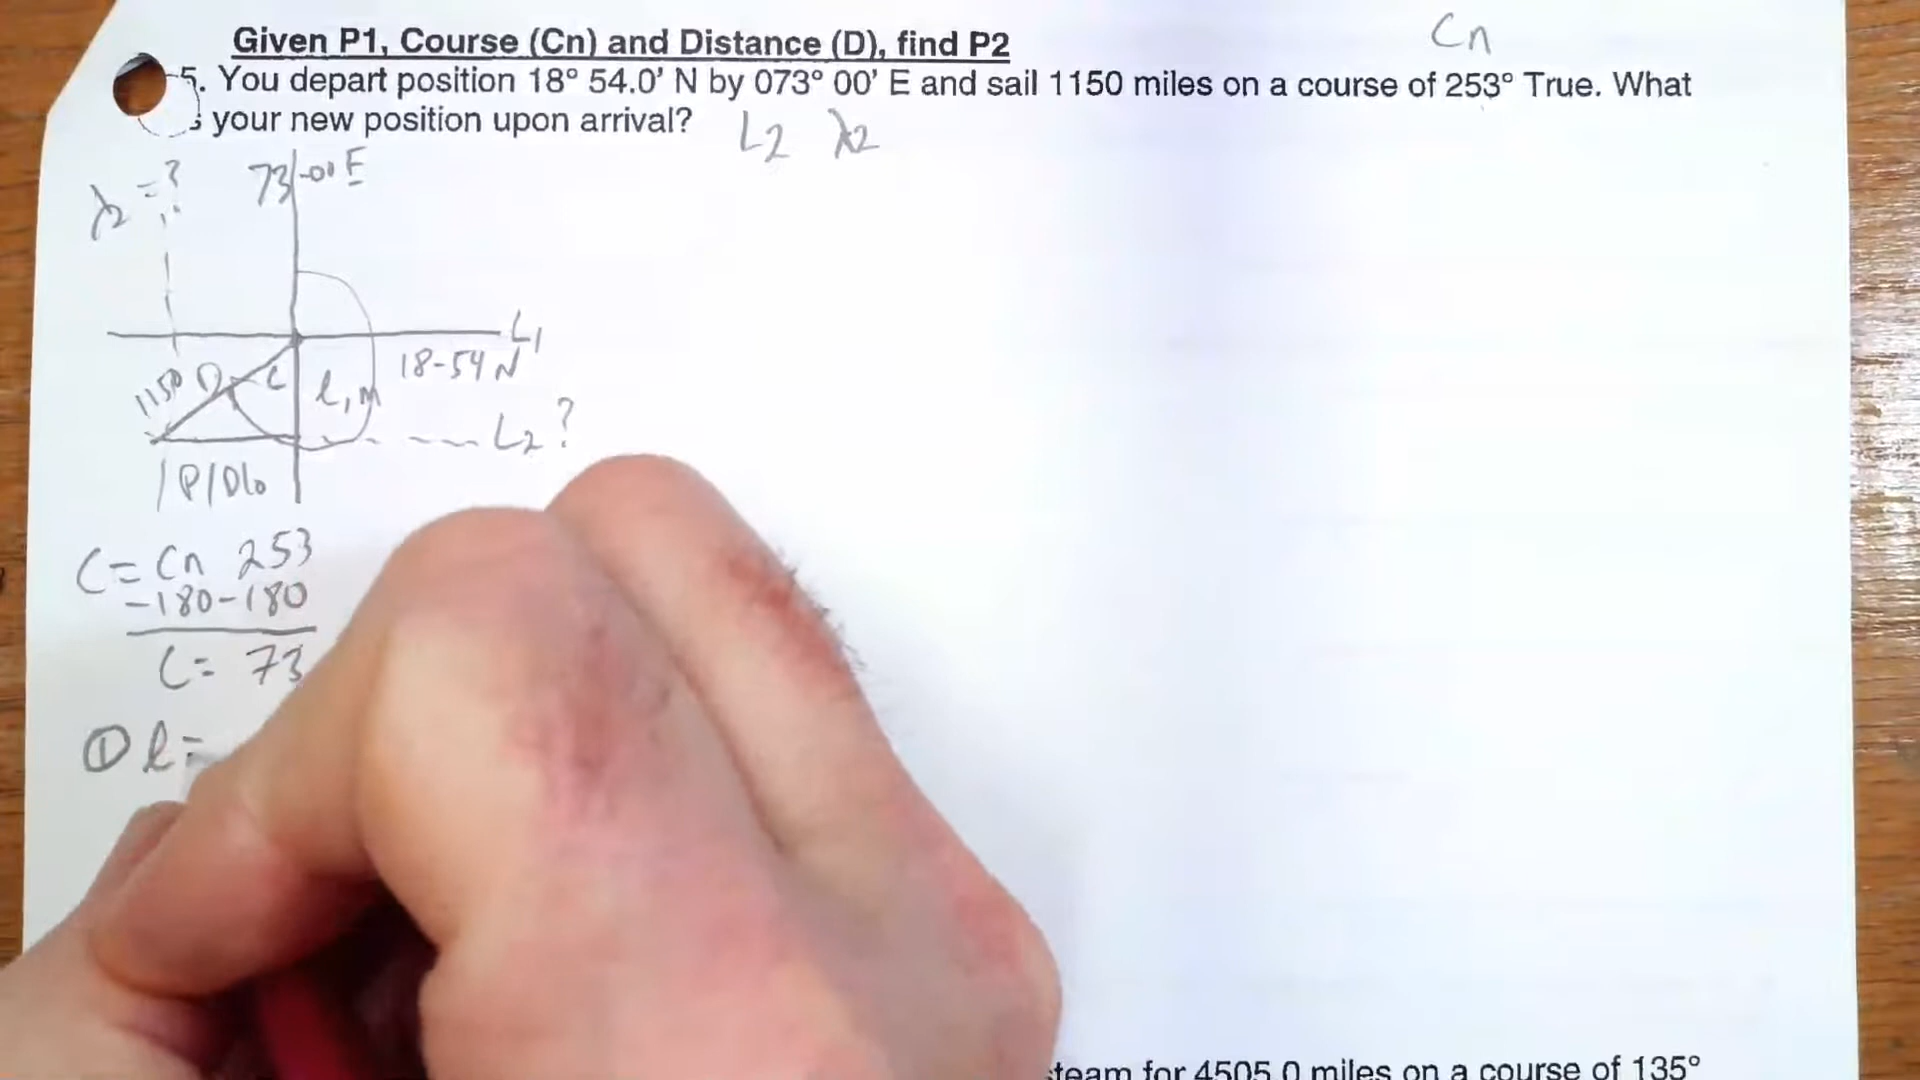 Cn
Given P1, Course (Cn) and Distance (D), find P2
5. You depart position 18° 54.0' N by 073° 00' E and sail 1150 miles on a course of 253° True. What
your new position upon arrival?
L2 λ2
λ2 = ?
73-00 E
L1
18-54 N
1150 D C l, M
L2 ?
P/Dlo
C = Cn 253
-180 -180
C = 73
① l =
team for 4505.0 miles on a course of 135°